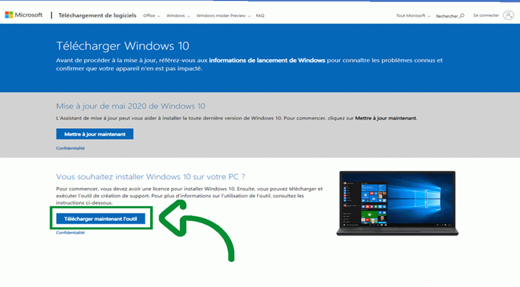 Microsoft Téléchargement de logiciels Office Windows Windows Insider Preview FAQ Tout Microsoft Rechercher Se connecter
Télécharger Windows 10
Avant de procéder à la mise à jour, référez-vous aux informations de lancement de Windows pour connaître les problèmes connus et
confirmer que votre appareil n'en est pas impacté.
Mise à jour de mai 2020 de Windows 10
L'Assistant de mise à jour peut vous aider à installer la toute dernière version de Windows 10. Pour commencer, cliquez sur Mettre à jour maintenant.
Mettre à jour maintenant
Confidentialité
Vous souhaitez installer Windows 10 sur votre PC ?
Pour commencer, vous devez avoir une licence pour installer Windows 10. Ensuite, vous pouvez télécharger et
exécuter l'outil de création de support. Pour plus d'informations sur l'utilisation de l'outil, consultez les
instructions ci-dessous.
Télécharger maintenant l'outil
Confidentialité